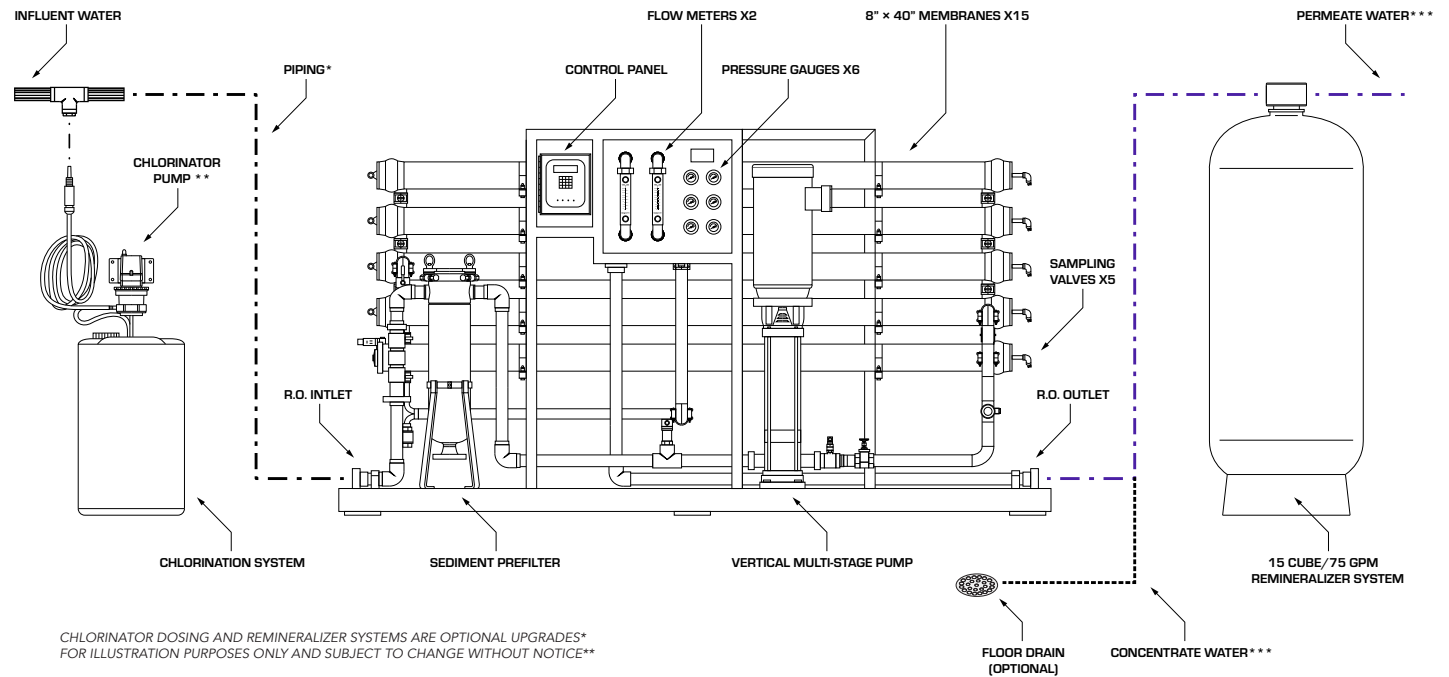 INFLUENT WATER
FLOW METERS X2
8” × 40” MEMBRANES X15
PERMEATE WATER***
PIPING*
CONTROL PANEL
PRESSURE GAUGES X6
CHLORINATOR
PUMP **
SAMPLING
VALVES X5
R.O. INTLET
R.O. OUTLET
CHLORINATION SYSTEM
SEDIMENT PREFILTER
VERTICAL MULTI-STAGE PUMP
15 CUBE/75 GPM
REMINERALIZER SYSTEM
CHLORINATOR DOSING AND REMINERALIZER SYSTEMS ARE OPTIONAL UPGRADES*
FOR ILLUSTRATION PURPOSES ONLY AND SUBJECT TO CHANGE WITHOUT NOTICE**
FLOOR DRAIN
(OPTIONAL)
CONCENTRATE WATER***